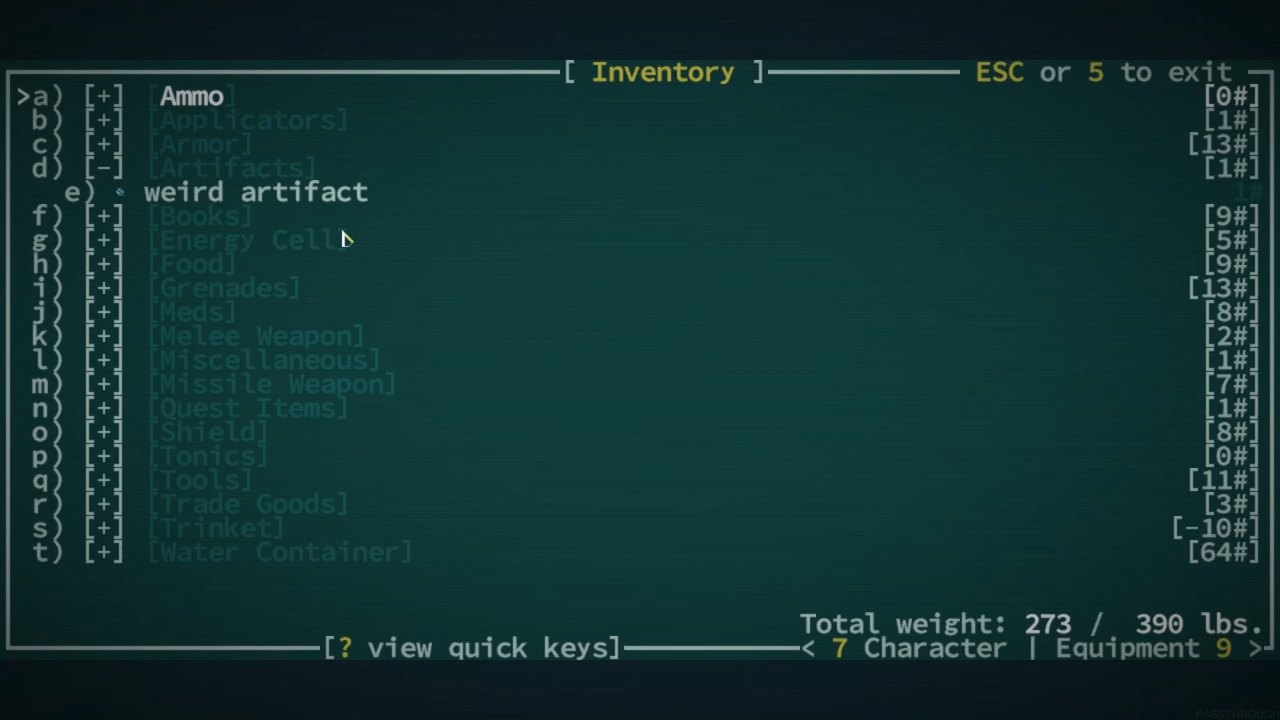 [ Inventory ] ESC or 5 to exit
>a) [+] [Ammo] [0#]
b) [+] [Applicators] [1#]
c) [+] [Armor] [13#]
d) [-] [Artifacts] [1#]
e) weird artifact 1#
f) [+] [Books] [9#]
g) [+] [Energy Cell] [5#]
h) [+] [Food] [9#]
i) [+] [Grenades] [13#]
j) [+] [Meds] [8#]
k) [+] [Melee Weapon] [2#]
l) [+] [Miscellaneous] [1#]
m) [+] [Missile Weapon] [7#]
n) [+] [Quest Items] [1#]
o) [+] [Shield] [8#]
p) [+] [Tonics] [0#]
q) [+] [Tools] [11#]
r) [+] [Trade Goods] [3#]
s) [+] [Trinket] [-10#]
t) [+] [Water Container] [64#]
Total weight: 273 / 390 lbs.
[? view quick keys] < 7 Character | Equipment 9 >